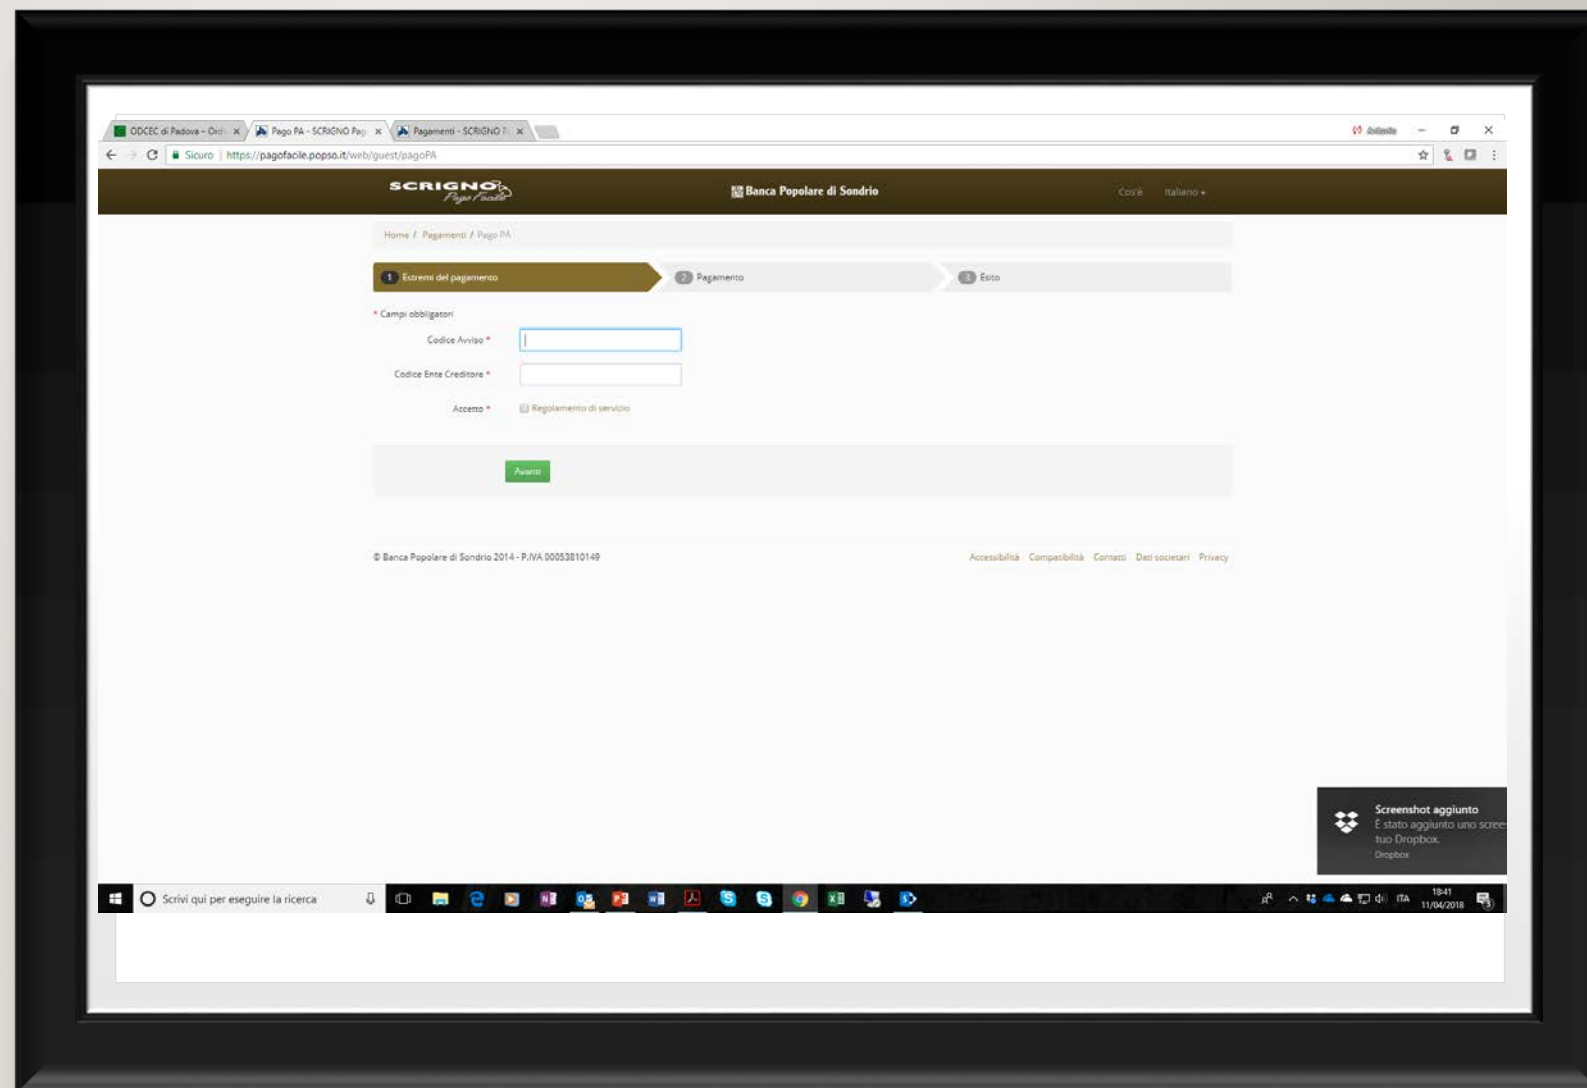 ODCEC di Padova – Ord
Pago PA - SCRIGNO Pag
Pagamenti - SCRIGNO P
Sicuro | https://pagofacile.popso.it/web/guest/pagoPA
SCRIGNO
Pago Facile
Banca Popolare di Sondrio
Cos'è
Italiano
Home / Pagamenti / Pago PA
1 Estremi del pagamento
2 Pagamento
3 Esito
* Campi obbligatori
Codice Avviso *
Codice Ente Creditore *
Accetto *
Regolamento di servizio
Avanti
© Banca Popolare di Sondrio 2014 - P.IVA 00053810149
Accessibilità Compatibilità Contatti Dati societari Privacy
Screenshot aggiunto
È stato aggiunto uno scree
tuo Dropbox.
Dropbox
Scrivi qui per eseguire la ricerca
ITA
18:41
11/04/2018